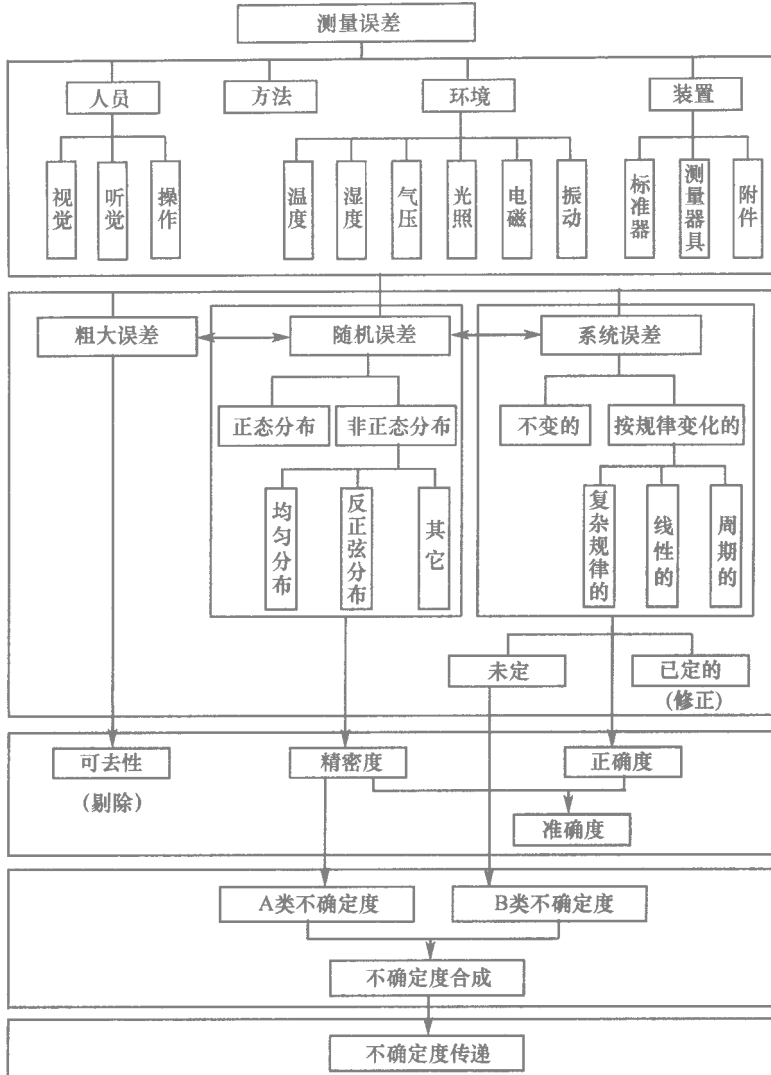 测量误差
人员
方法
环境
装置
视觉
听觉
操作
温度
湿度
气压
光照
电磁
振动
标准器
测量器具
附件
粗大误差
随机误差
系统误差
正态分布
非正态分布
不变的
按规律变化的
均匀分布
反正弦分布
其它
复杂规律的
线性的
周期的
未定
已定的
(修正)
可去性
(剔除)
精密度
正确度
准确度
A类不确定度
B类不确定度
不确定度合成
不确定度传递